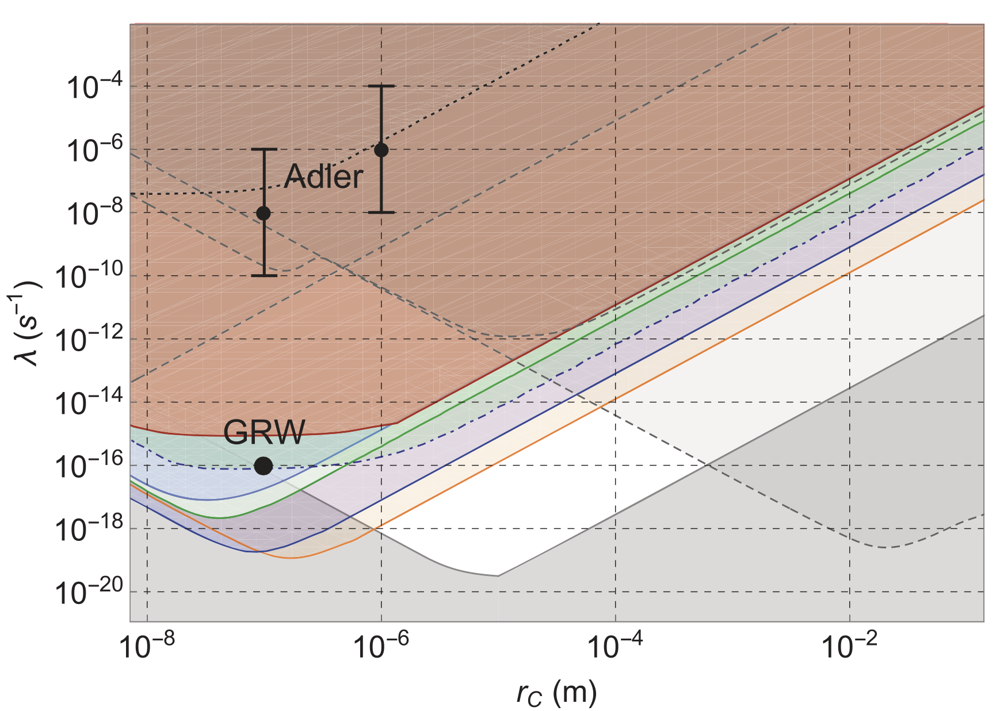 10⁻⁴
10⁻⁶
Adler
10⁻⁸
10⁻¹⁰
λ (s⁻¹)
10⁻¹²
10⁻¹⁴
GRW
10⁻¹⁶
10⁻¹⁸
10⁻²⁰
10⁻⁸ 10⁻⁶ 10⁻⁴ 10⁻²
r_C (m)